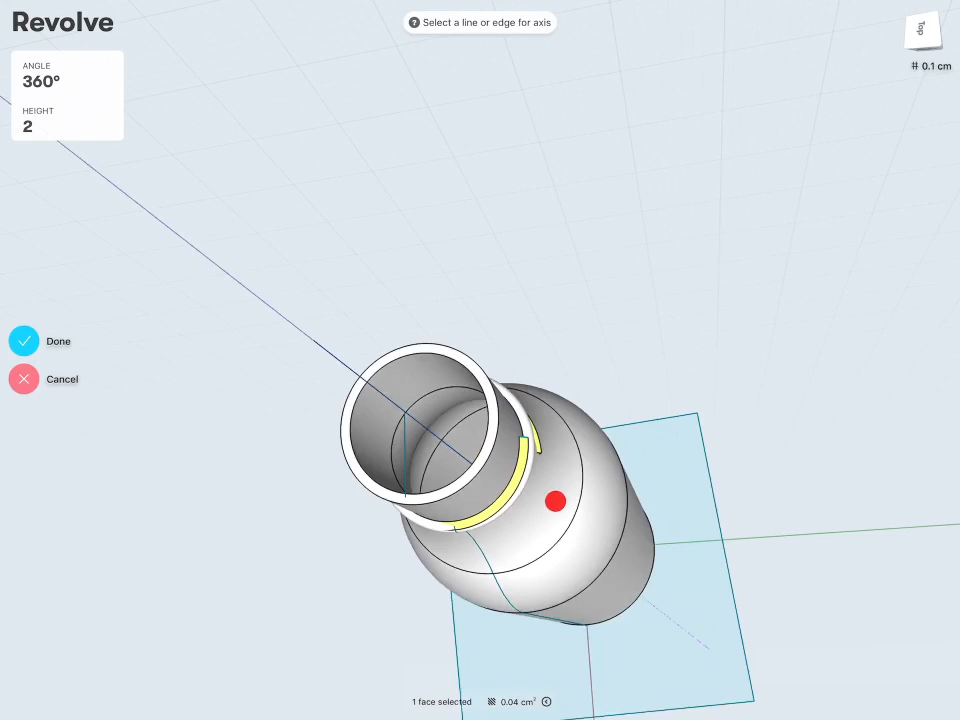 Revolve
Select a line or edge for axis
Top
ANGLE
360°
# 0.1 cm
HEIGHT
2
Done
Cancel
1 face selected 0.04 cm²